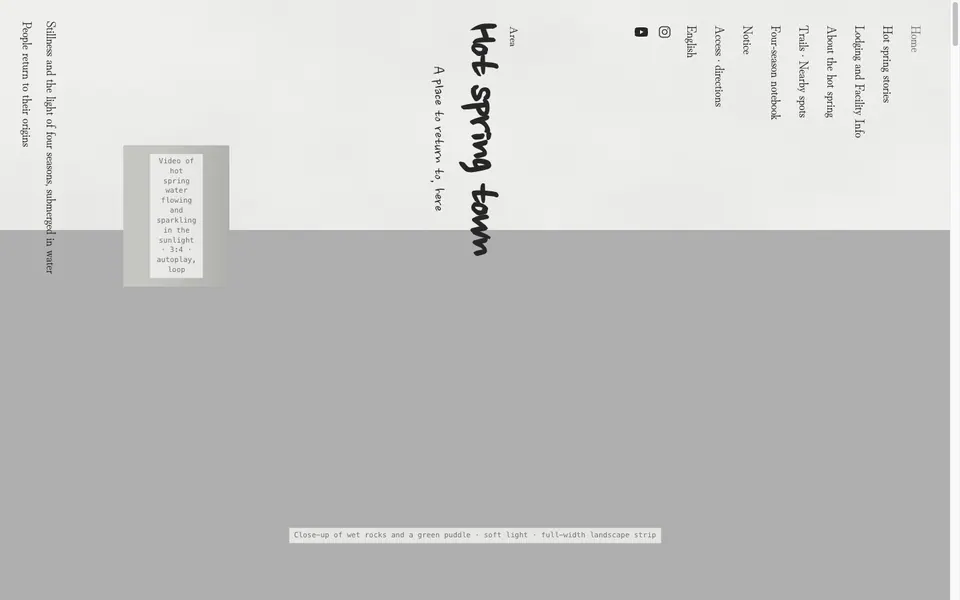 Home
Hot spring stories
Lodging and Facility Info
About the hot spring
Trails · Nearby spots
Four-season notebook
Notice
Access · directions
English
Area
Hot spring town
A place to return to, here
Video of
hot
spring
water
flowing
and
sparkling
in the
sunlight
· 3:4 ·
autoplay,
loop
Stillness and the light of four seasons, submerged in water
People return to their origins
Close-up of wet rocks and a green puddle · soft light · full-width landscape strip